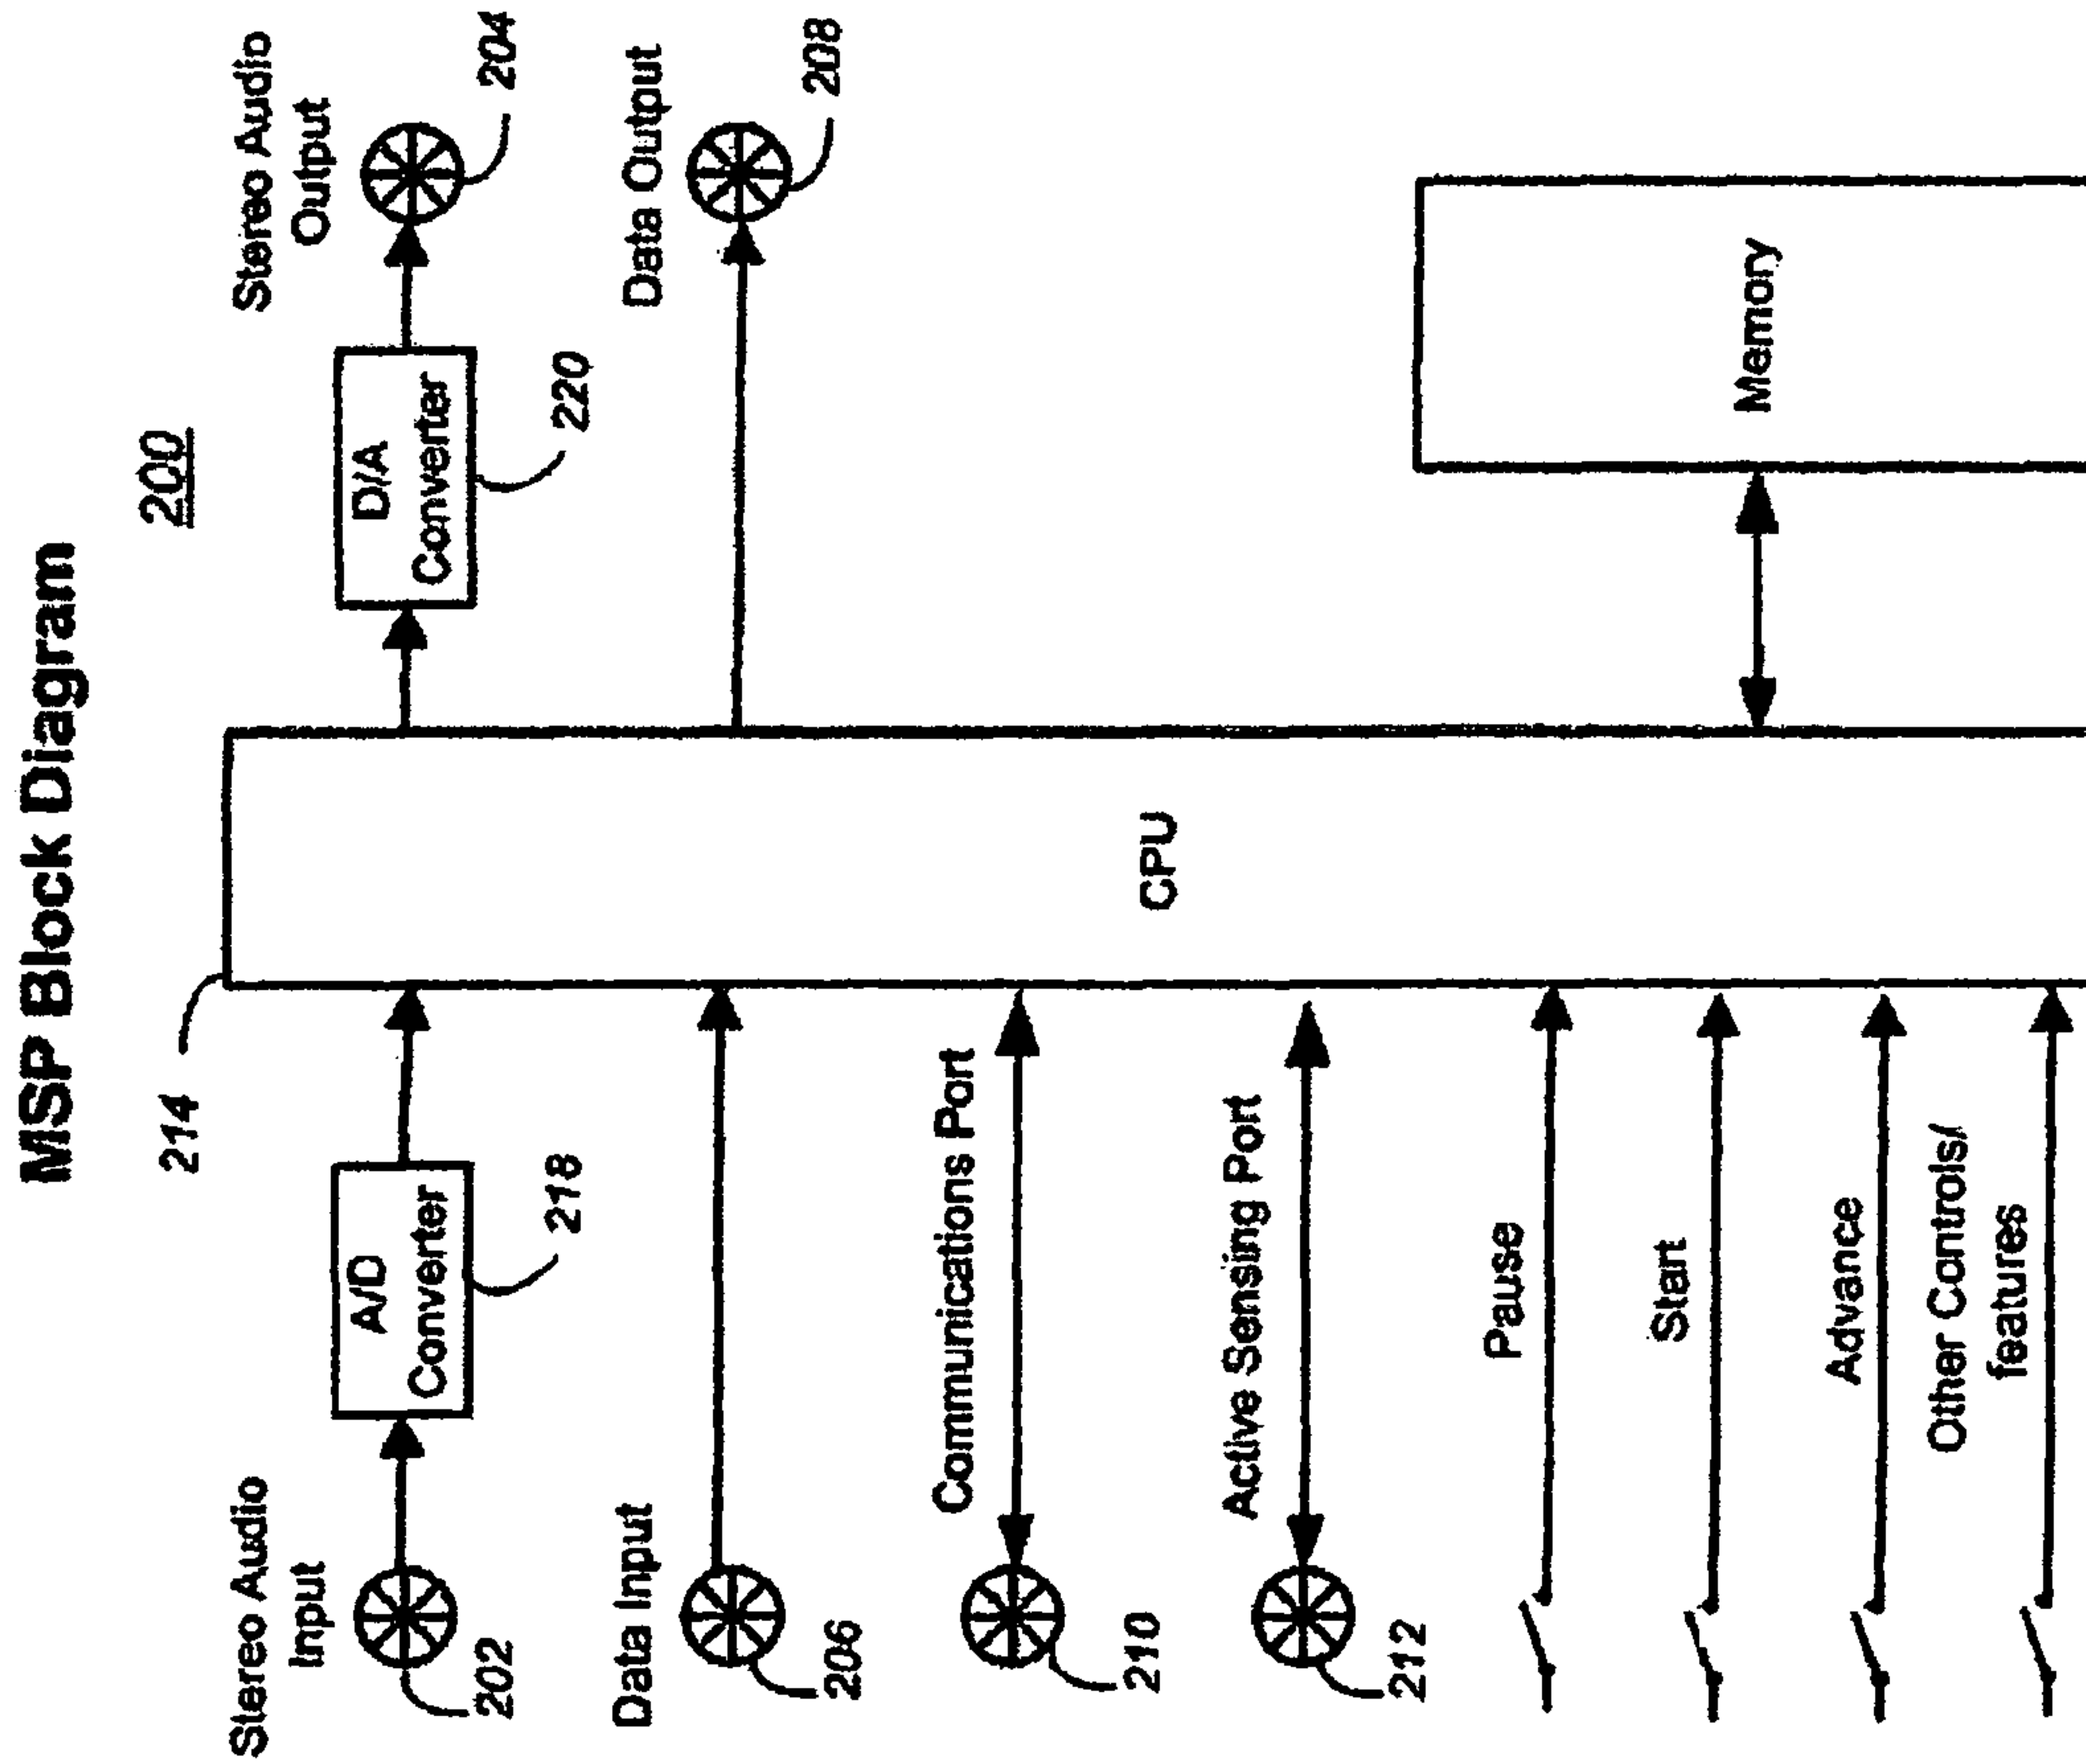 MSP Block Diagram
200
214
Stereo Audio
Input
202
A/D
Converter
218
D/A
Converter
220
Stereo Audio
Output
204
Data Input
206
Data Output
208
Communications Port
210
CPU
Active Sensing Port
212
Pause
Start
Memory
Advance
Other Controls/
features